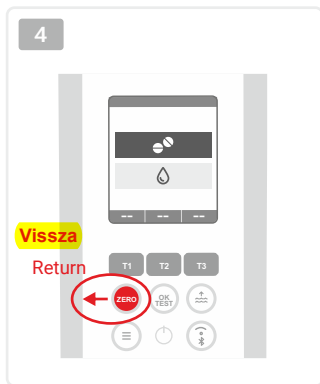 4
-- -- --
Vissza
Return
T1 T2 T3
ZERO OK
TEST